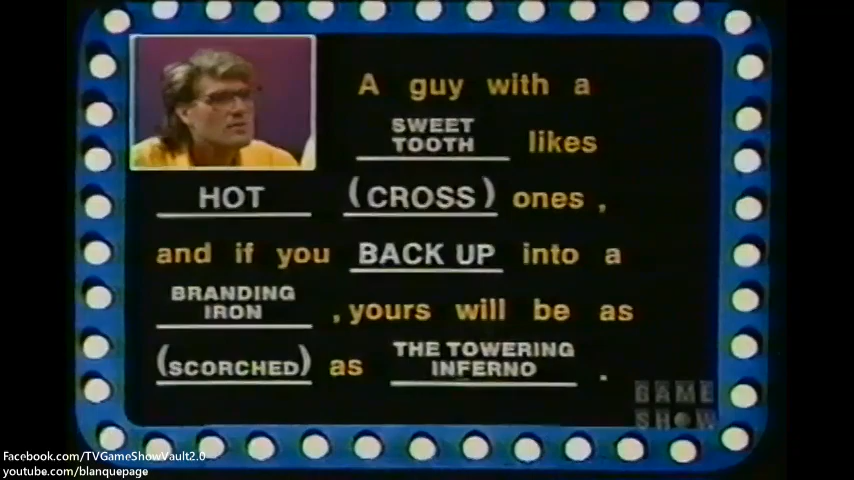 A guy with a
SWEET
TOOTH likes
HOT (CROSS) ones,
and if you BACK UP into a
BRANDING
IRON , yours will be as
(SCORCHED) as THE TOWERING
INFERNO .
GAME
SHOW
Facebook.com/TVGameShowVault2.0
youtube.com/blanquepage